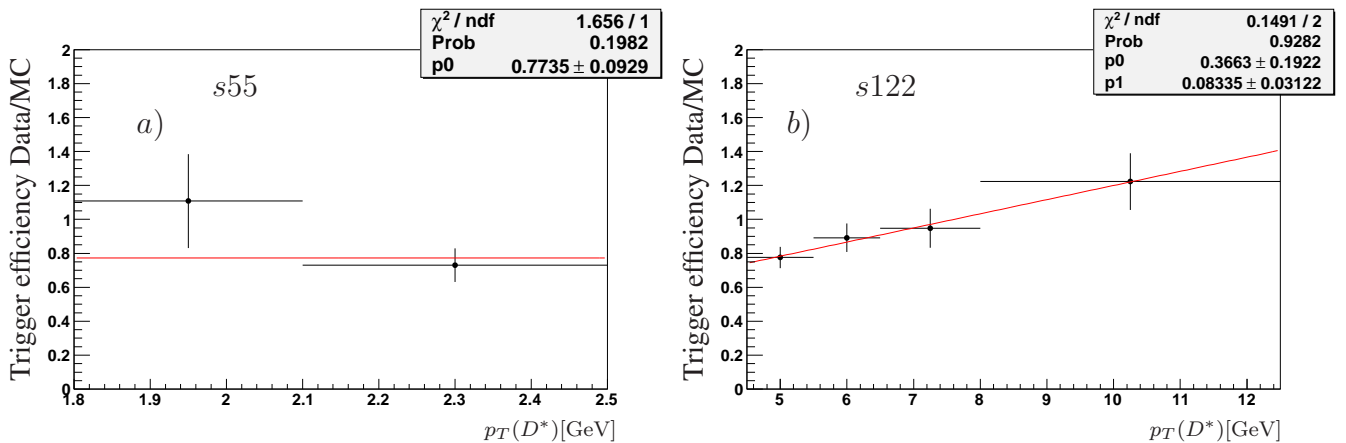 χ² / ndf 1.656 / 1
Prob 0.1982
p0 0.7735 ± 0.0929
s55
a)
Trigger efficiency Data/MC
2
1.8
1.6
1.4
1.2
1
0.8
0.6
0.4
0.2
0
1.8 1.9 2 2.1 2.2 2.3 2.4 2.5
p_T(D*)[GeV]
χ² / ndf 0.1491 / 2
Prob 0.9282
p0 0.3663 ± 0.1922
p1 0.08335 ± 0.03122
s122
b)
Trigger efficiency Data/MC
2
1.8
1.6
1.4
1.2
1
0.8
0.6
0.4
0.2
0
5 6 7 8 9 10 11 12
p_T(D*)[GeV]